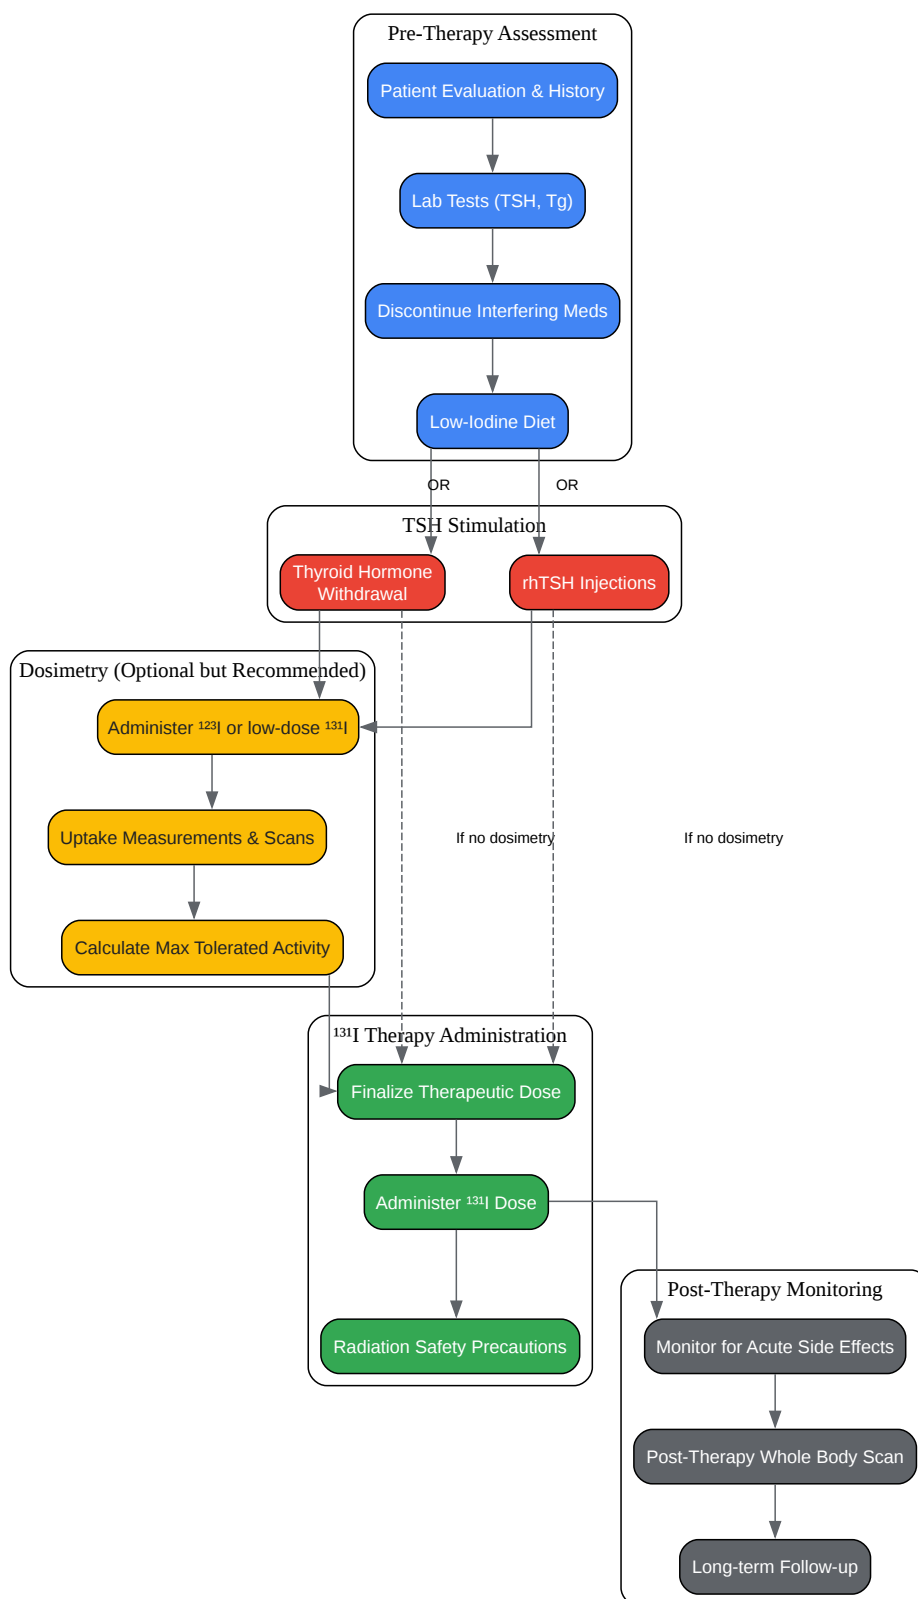 Pre-Therapy Assessment
Patient Evaluation & History
Lab Tests (TSH, Tg)
Discontinue Interfering Meds
Low-Iodine Diet
OR
OR
TSH Stimulation
Thyroid Hormone
Withdrawal
rhTSH Injections
Dosimetry (Optional but Recommended)
Administer ¹²³I or low-dose ¹³¹I
Uptake Measurements & Scans
If no dosimetry
If no dosimetry
Calculate Max Tolerated Activity
¹³¹I Therapy Administration
Finalize Therapeutic Dose
Administer ¹³¹I Dose
Radiation Safety Precautions
Post-Therapy Monitoring
Monitor for Acute Side Effects
Post-Therapy Whole Body Scan
Long-term Follow-up